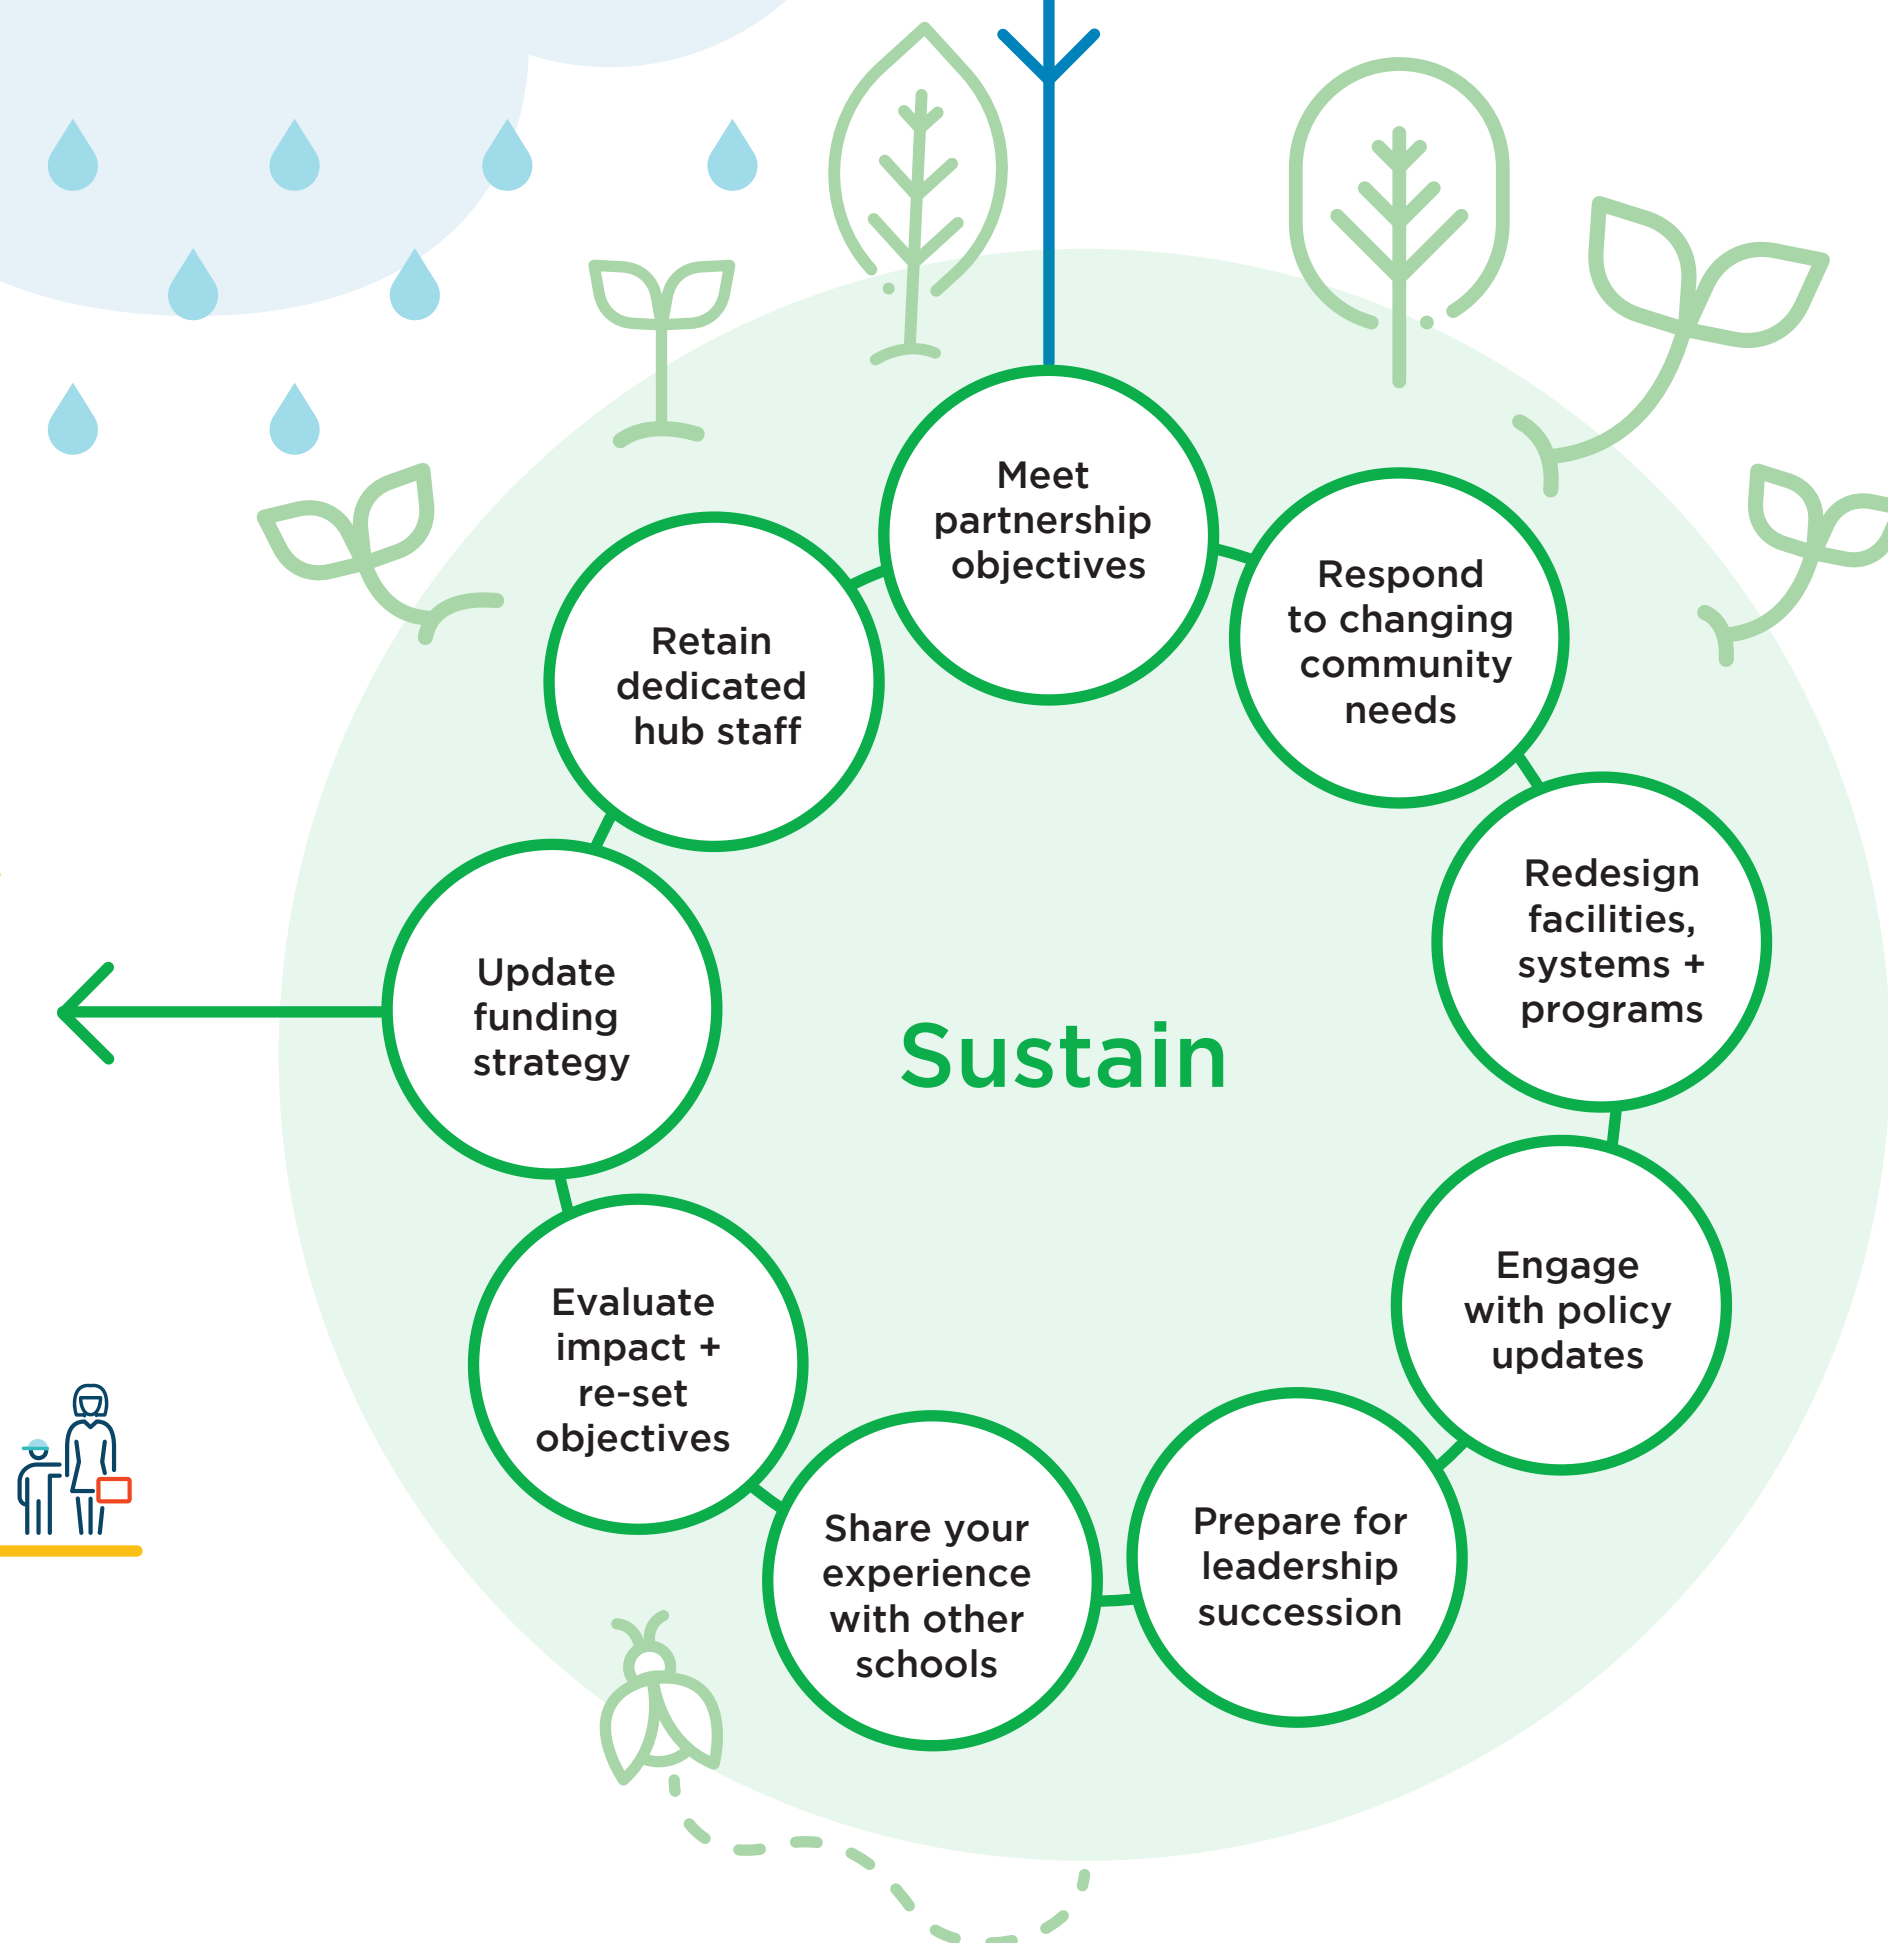 Meet
partnership
objectives
Respond
to changing
community
needs
Redesign
facilities,
systems +
programs
Engage
with policy
updates
Prepare for
leadership
succession
Share your
experience
with other
schools
Evaluate
impact +
re-set
objectives
Update
funding
strategy
Retain
dedicated
hub staff
Sustain